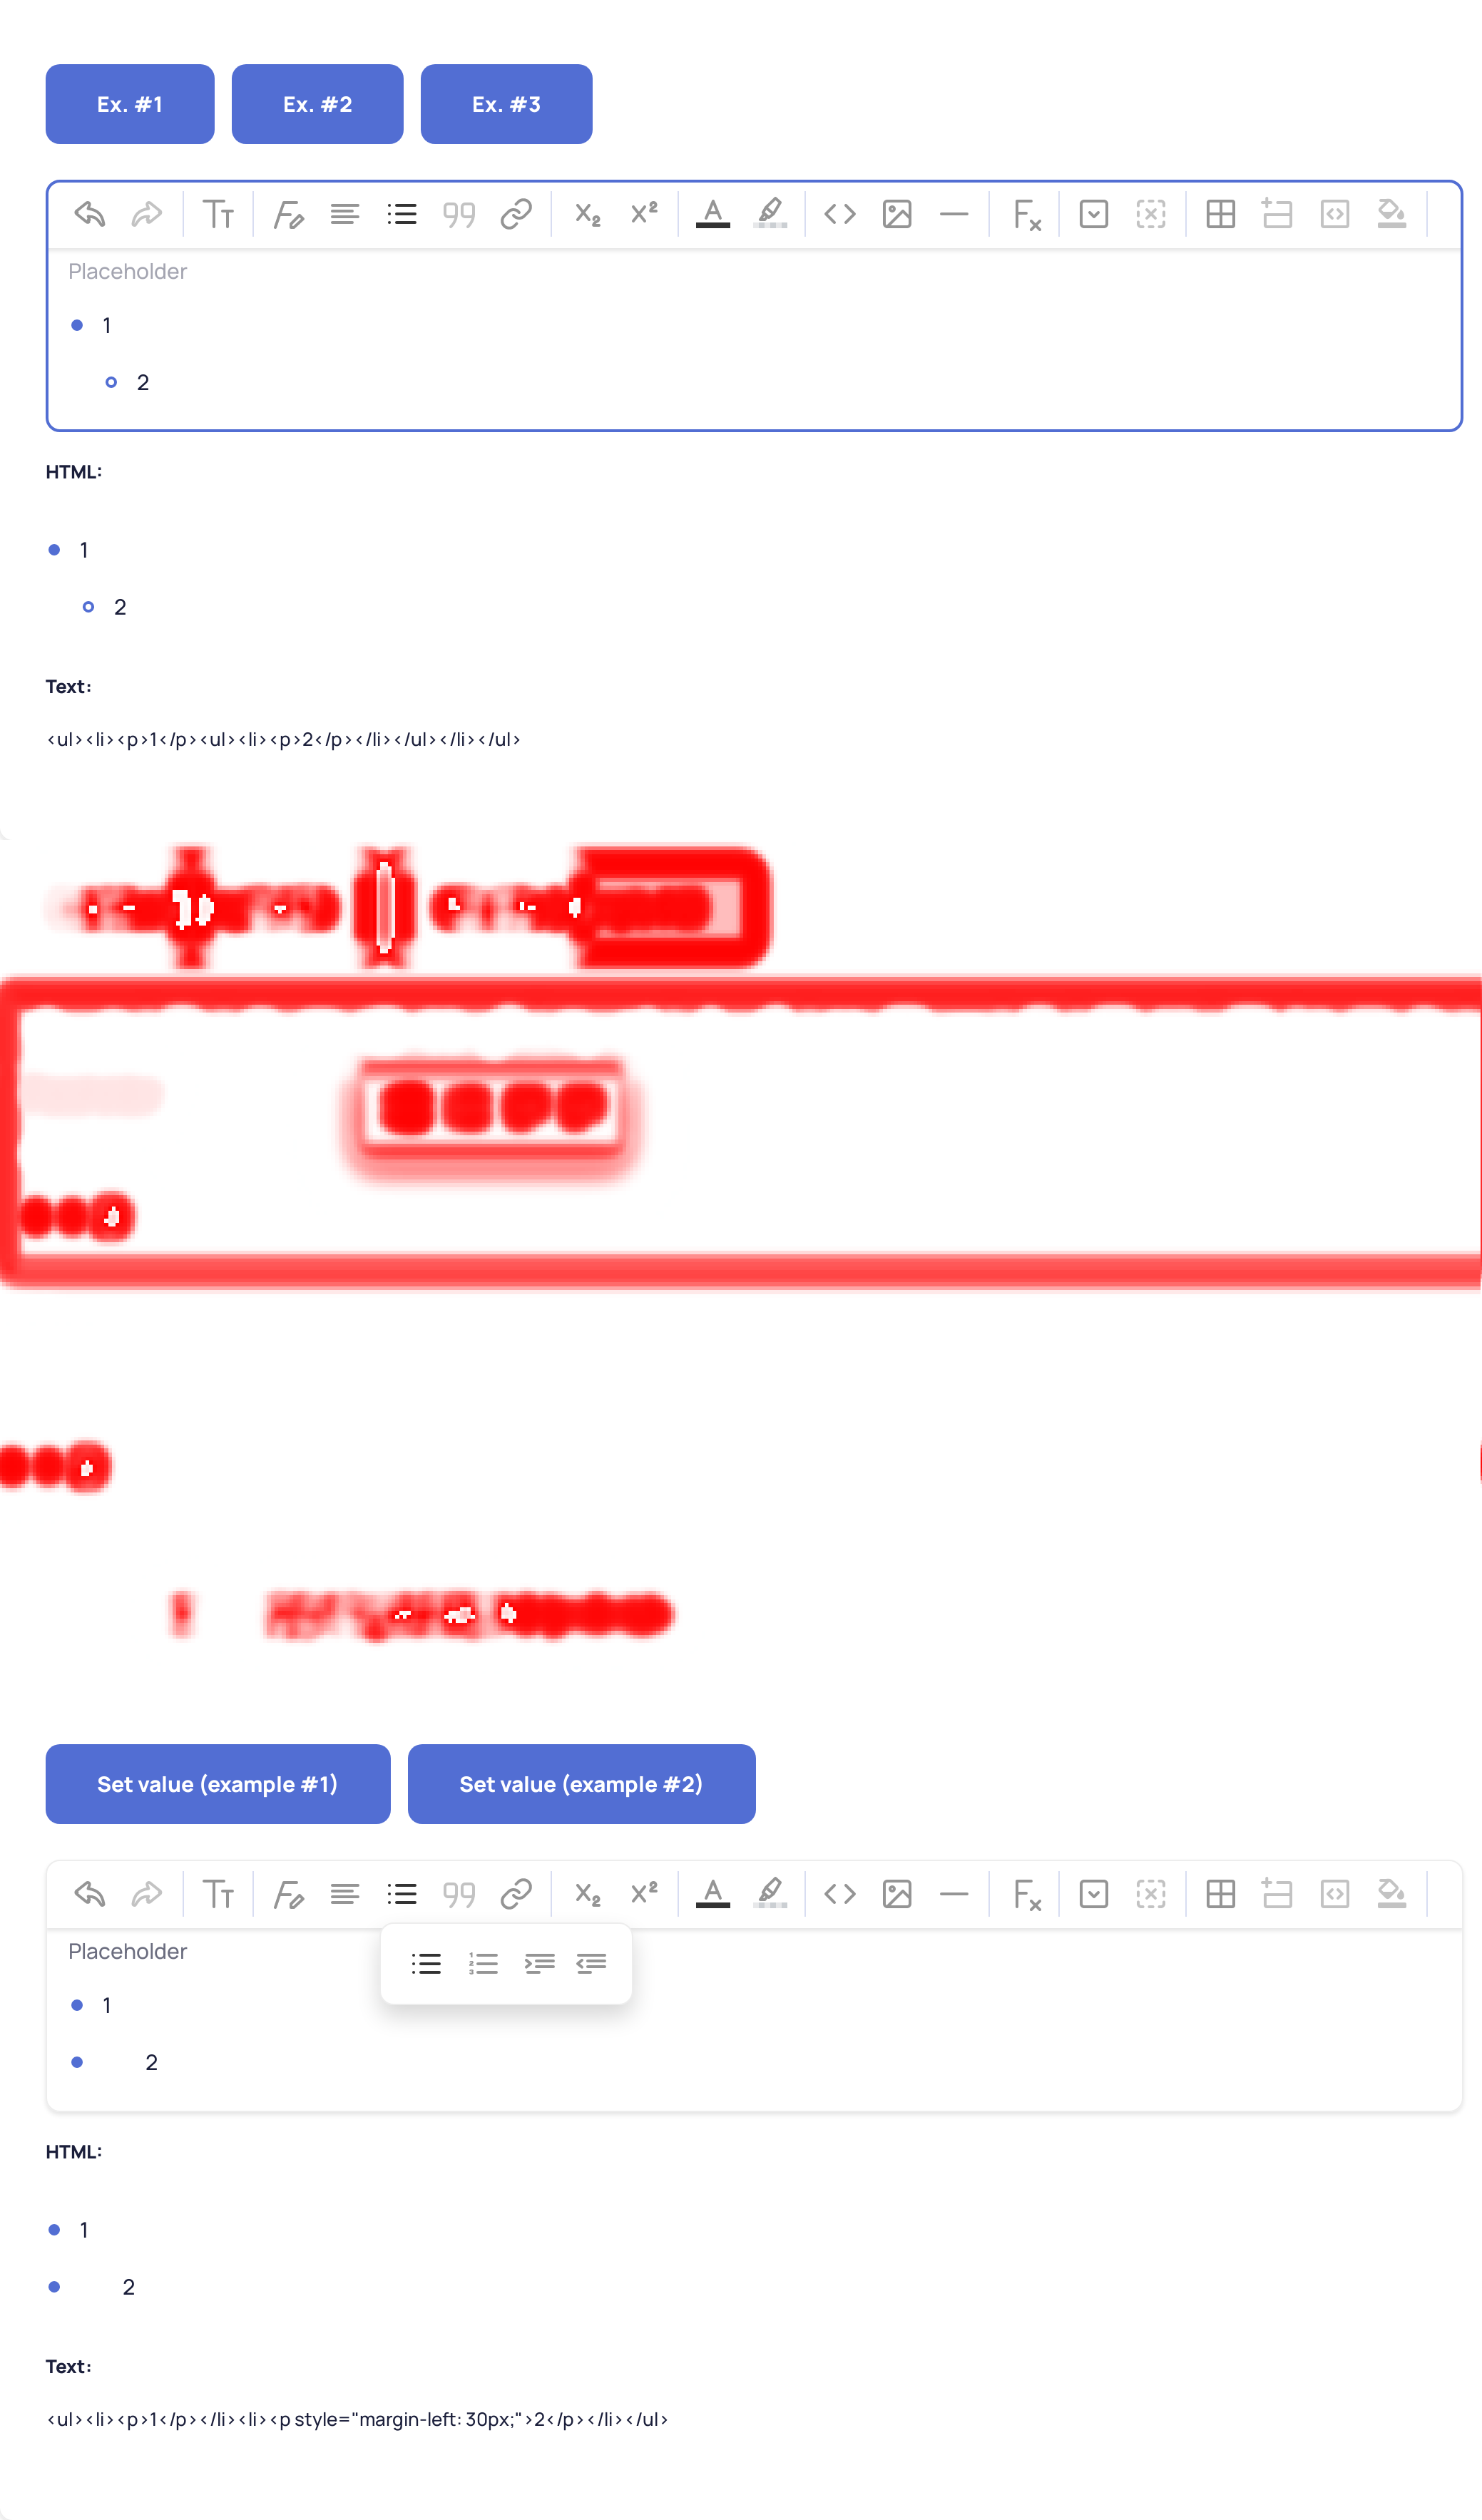 Ex. #1 Ex. #2 Ex. #3
Placeholder
1
2
HTML:
1
2
Text:
<ul><li><p>1</p><ul><li><p>2</p></li></ul></li></ul>
Set value (example #1) Set value (example #2)
Placeholder
1
2
HTML:
1
2
Text:
<ul><li><p>1</p></li><li><p style="margin-left: 30px;">2</p></li></ul>